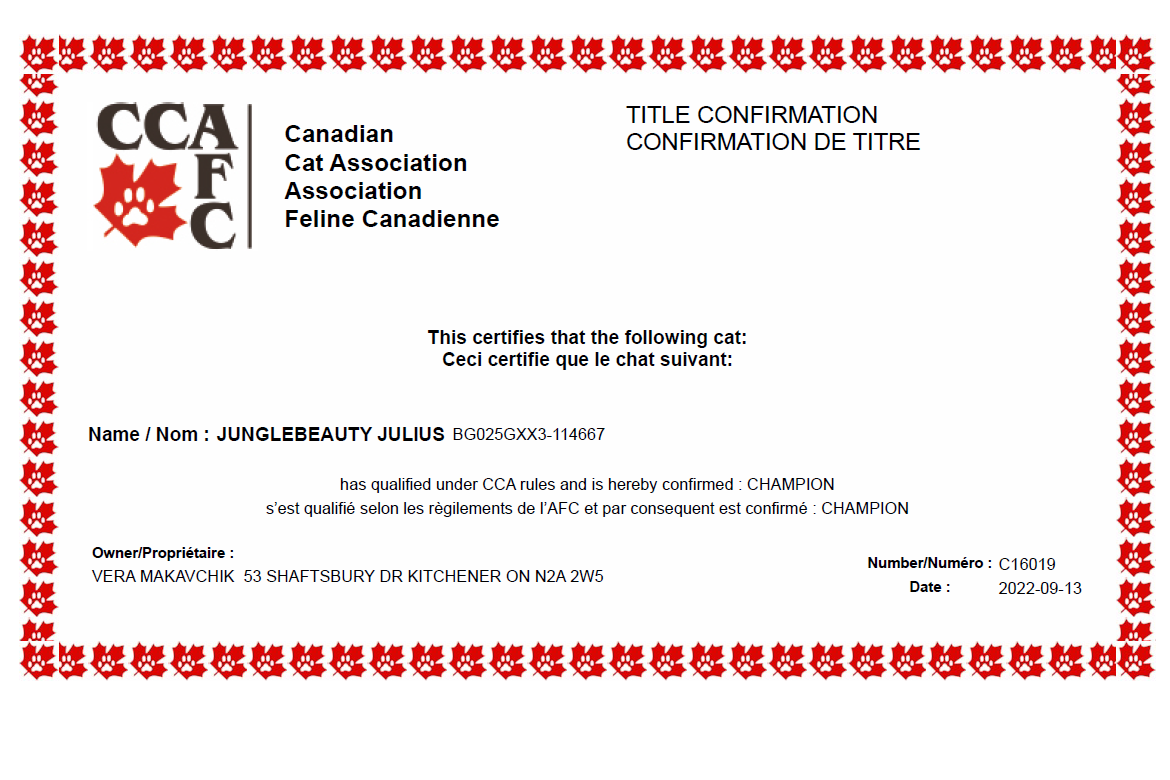 CCA
F
C
Canadian
Cat Association
Association
Feline Canadienne
TITLE CONFIRMATION
CONFIRMATION DE TITRE
This certifies that the following cat:
Ceci certifie que le chat suivant:
Name / Nom : JUNGLEBEAUTY JULIUS BG025GXX3-114667
has qualified under CCA rules and is hereby confirmed : CHAMPION
s'est qualifié selon les règilements de l'AFC et par consequent est confirmé : CHAMPION
Owner/Propriétaire :
VERA MAKAVCHIK 53 SHAFTSBURY DR KITCHENER ON N2A 2W5
Number/Numéro : C16019
Date : 2022-09-13